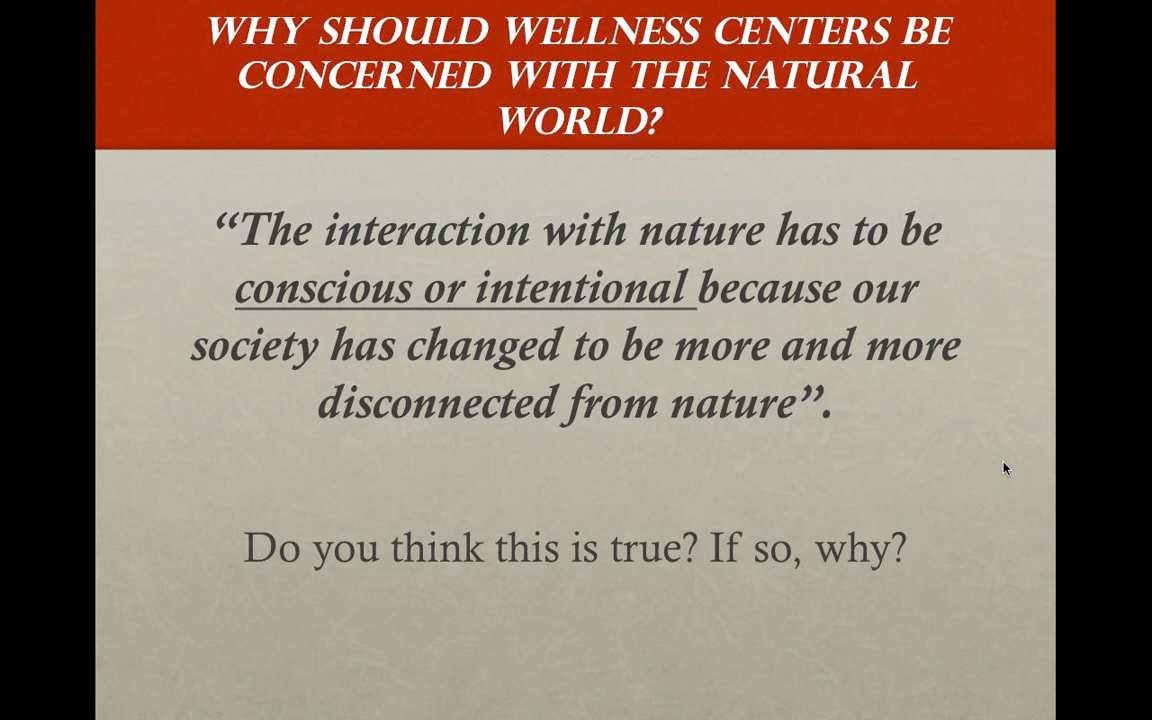 WHY SHOULD WELLNESS CENTERS BE
CONCERNED WITH THE NATURAL
WORLD?
“The interaction with nature has to be
conscious or intentional because our
society has changed to be more and more
disconnected from nature”.
Do you think this is true? If so, why?